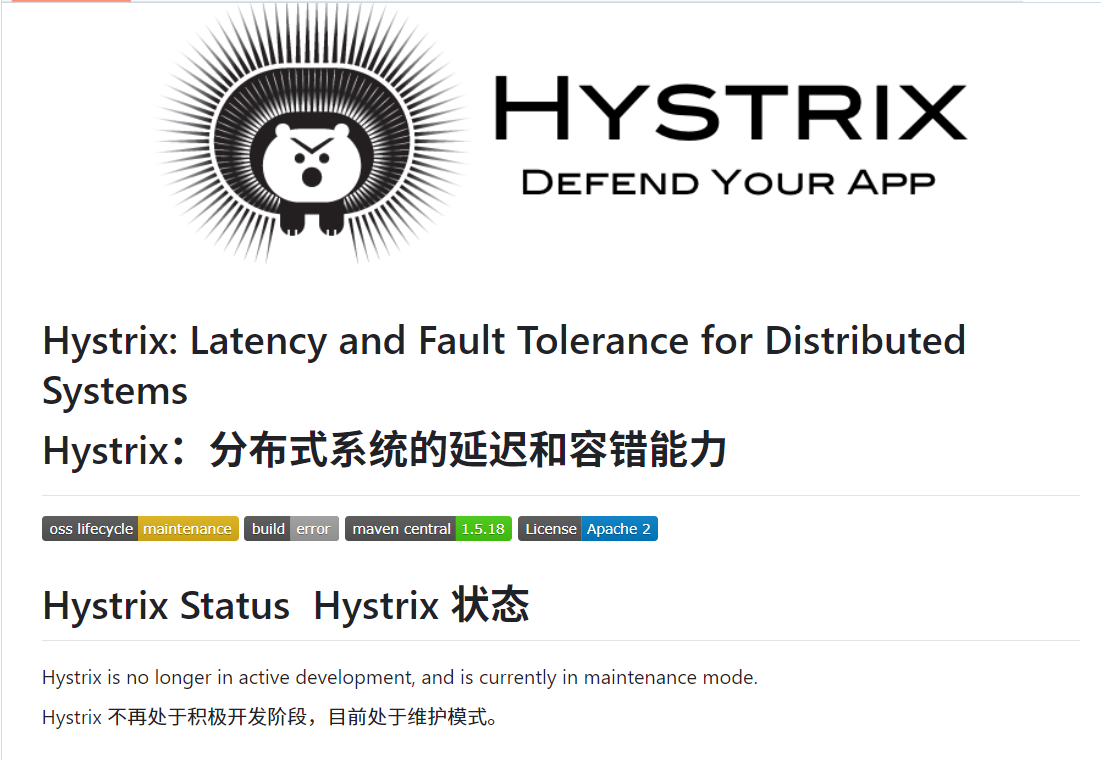 HYSTRIX
DEFEND YOUR APP
Hystrix: Latency and Fault Tolerance for Distributed
Systems
Hystrix：分布式系统的延迟和容错能力
oss lifecycle maintenance build error maven central 1.5.18 License Apache 2
Hystrix Status Hystrix 状态
Hystrix is no longer in active development, and is currently in maintenance mode.
Hystrix 不再处于积极开发阶段，目前处于维护模式。